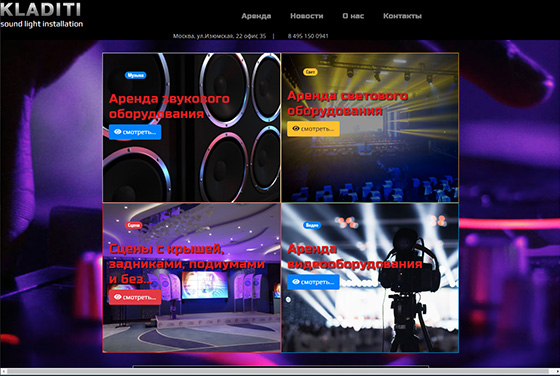 KLADITI
sound light installation
Аренда Новости О нас Контакты
Москва, ул.Изюмская, 22 офис 35 | 8 495 150 0941
Музыка
Аренда звукового
оборудования
смотреть...
Свет
Аренда светового
оборудования
смотреть...
Сцена
Сцены с крышей,
задниками, подиумами
и без...
смотреть...
Видео
Аренда
видеооборудования
смотреть...